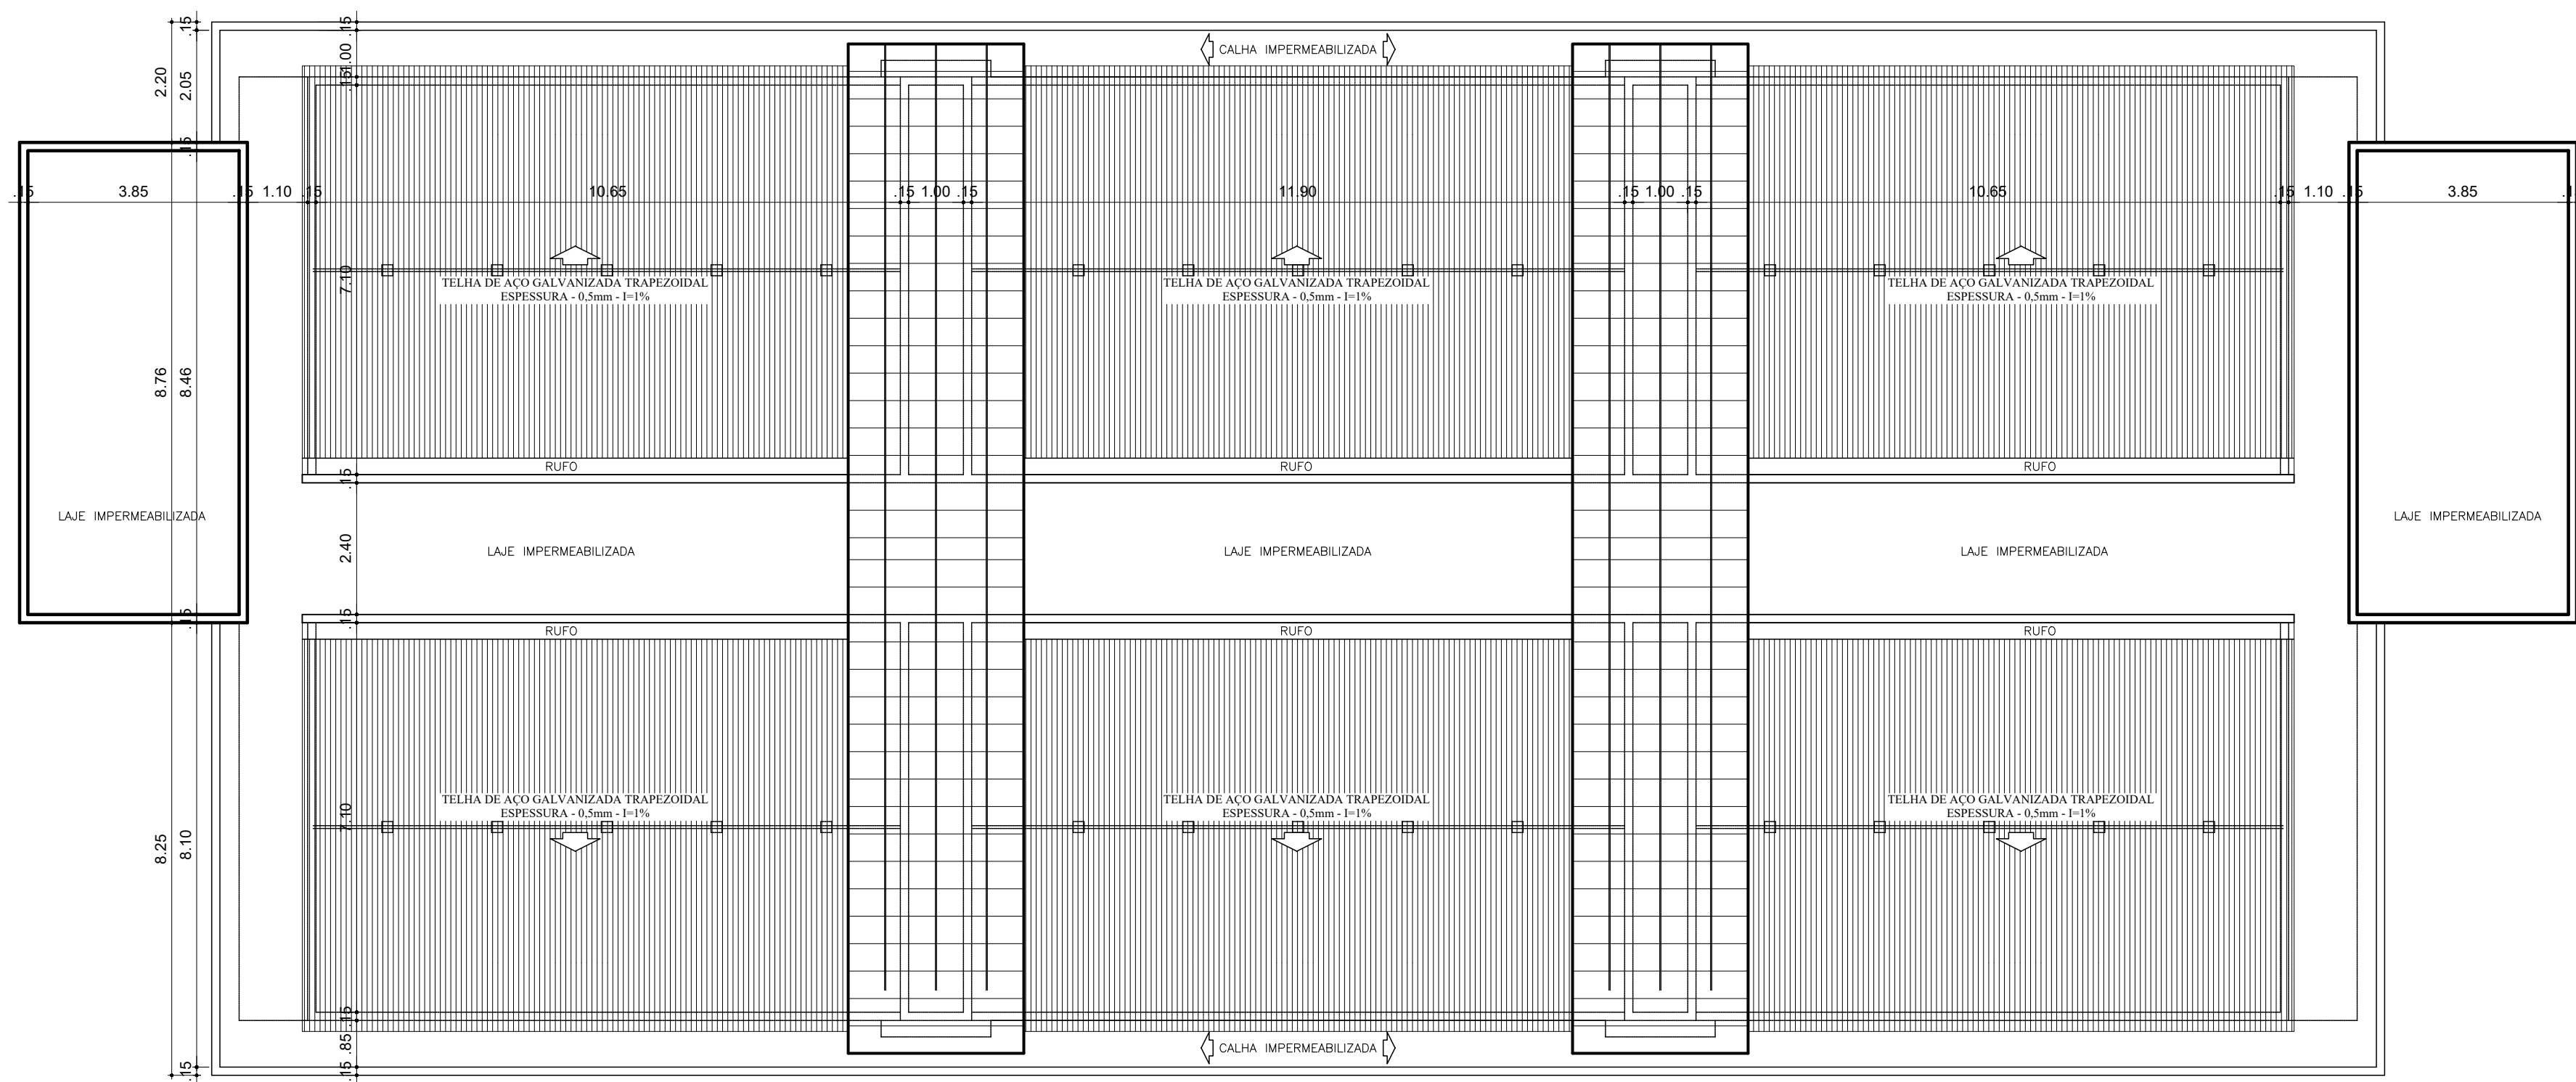 .15
.15
CALHA IMPERMEABILIZADA
1.00
2.20
2.05
.15
.15
.15
3.85
.15
1.10
.15
10.65
.15
1.00
.15
11.90
.15
1.00
.15
10.65
.15
1.10
.15
3.85
7.10
TELHA DE AÇO GALVANIZADA TRAPEZOIDAL
ESPESSURA - 0,5mm - I=1%
TELHA DE AÇO GALVANIZADA TRAPEZOIDAL
ESPESSURA - 0,5mm - I=1%
TELHA DE AÇO GALVANIZADA TRAPEZOIDAL
ESPESSURA - 0,5mm - I=1%
8.76
8.46
RUFO
RUFO
RUFO
.15
LAJE IMPERMEABILIZADA
LAJE IMPERMEABILIZADA
2.40
LAJE IMPERMEABILIZADA
LAJE IMPERMEABILIZADA
LAJE IMPERMEABILIZADA
.15
.15
RUFO
RUFO
RUFO
TELHA DE AÇO GALVANIZADA TRAPEZOIDAL
ESPESSURA - 0,5mm - I=1%
TELHA DE AÇO GALVANIZADA TRAPEZOIDAL
ESPESSURA - 0,5mm - I=1%
TELHA DE AÇO GALVANIZADA TRAPEZOIDAL
ESPESSURA - 0,5mm - I=1%
7.10
8.25
8.10
.15
.85
CALHA IMPERMEABILIZADA
.15
.15